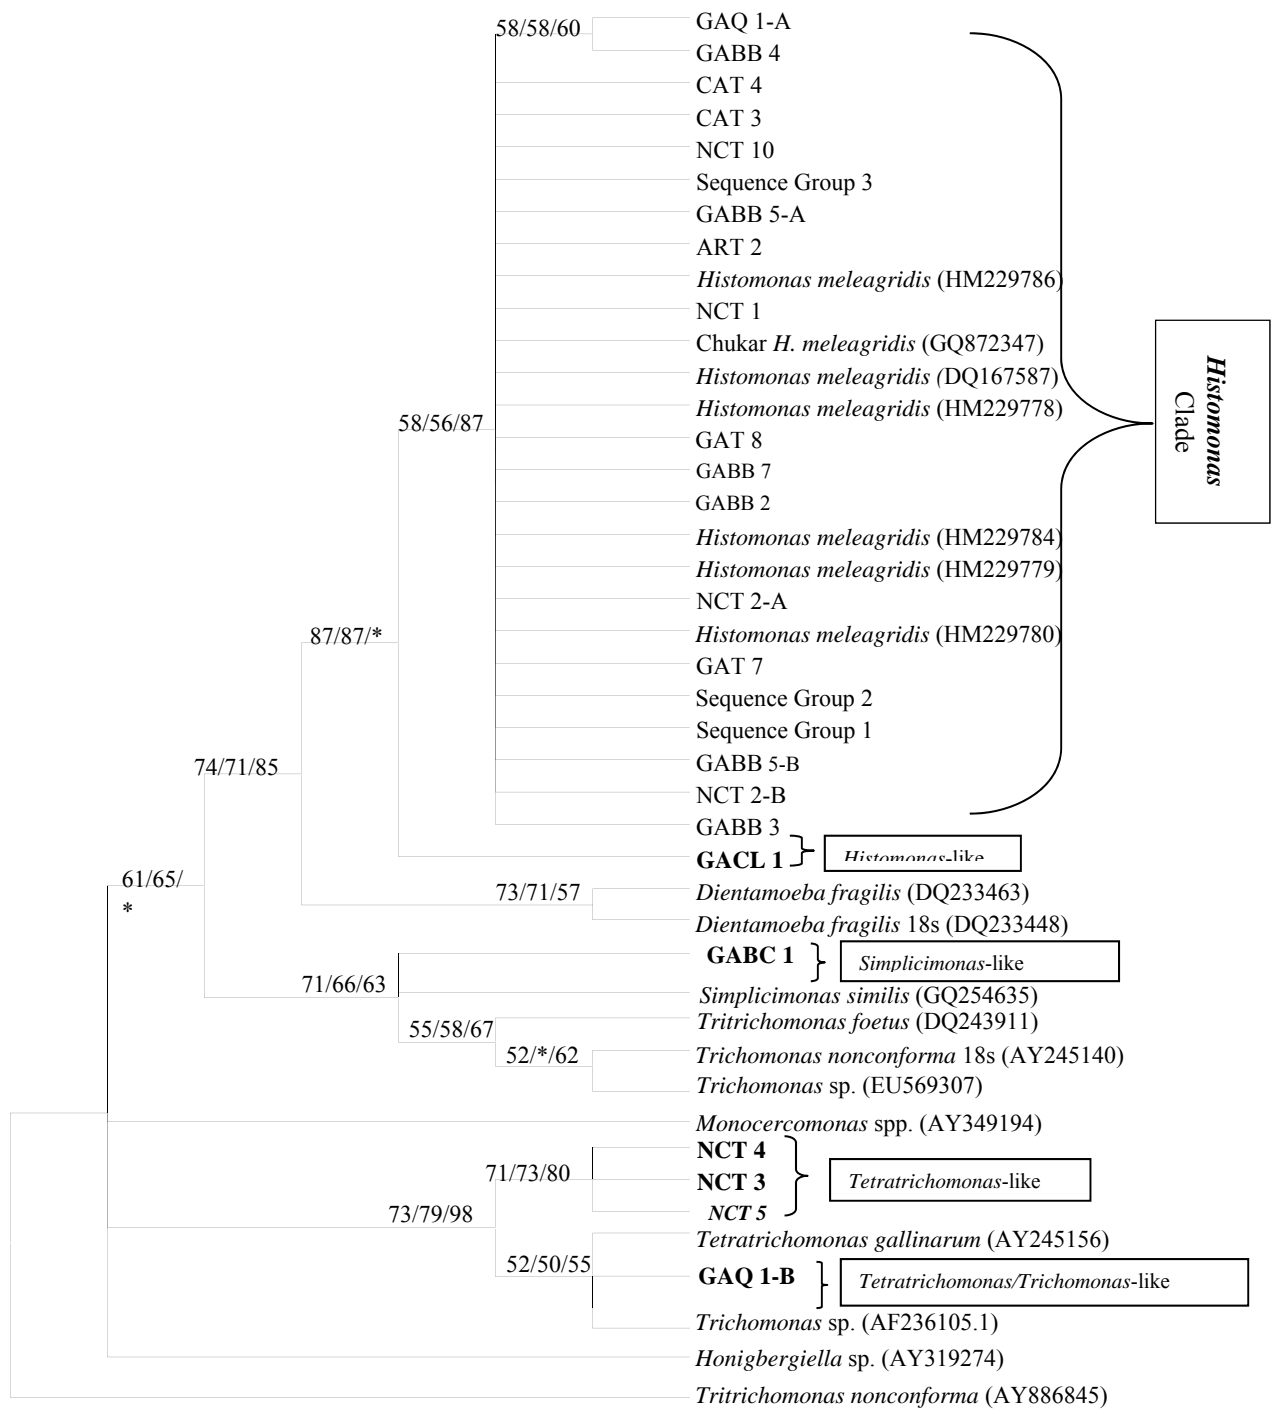 58/58/60
GAQ 1-A
GABB 4
CAT 4
CAT 3
NCT 10
Sequence Group 3
GABB 5-A
ART 2
Histomonas meleagridis (HM229786)
NCT 1
Chukar H. meleagridis (GQ872347)
Histomonas meleagridis (DQ167587)
Histomonas meleagridis (HM229778)
Histomonas
Clade
58/56/87
GAT 8
GABB 7
GABB 2
Histomonas meleagridis (HM229784)
Histomonas meleagridis (HM229779)
NCT 2-A
87/87/*
Histomonas meleagridis (HM229780)
GAT 7
Sequence Group 2
Sequence Group 1
74/71/85
GABB 5-B
NCT 2-B
GABB 3
GACL 1
Histomonas-like
61/65/
*
73/71/57
Dientamoeba fragilis (DQ233463)
Dientamoeba fragilis 18s (DQ233448)
GABC 1
Simplicimonas-like
71/66/63
Simplicimonas similis (GQ254635)
Tritrichomonas foetus (DQ243911)
55/58/67
52/*/62
Trichomonas nonconforma 18s (AY245140)
Trichomonas sp. (EU569307)
Monocercomonas spp. (AY349194)
NCT 4
71/73/80
NCT 3
Tetratrichomonas-like
NCT 5
73/79/98
Tetratrichomonas gallinarum (AY245156)
52/50/55
GAQ 1-B
Tetratrichomonas/Trichomonas-like
Trichomonas sp. (AF236105.1)
Honigbergiella sp. (AY319274)
Tritrichomonas nonconforma (AY886845)